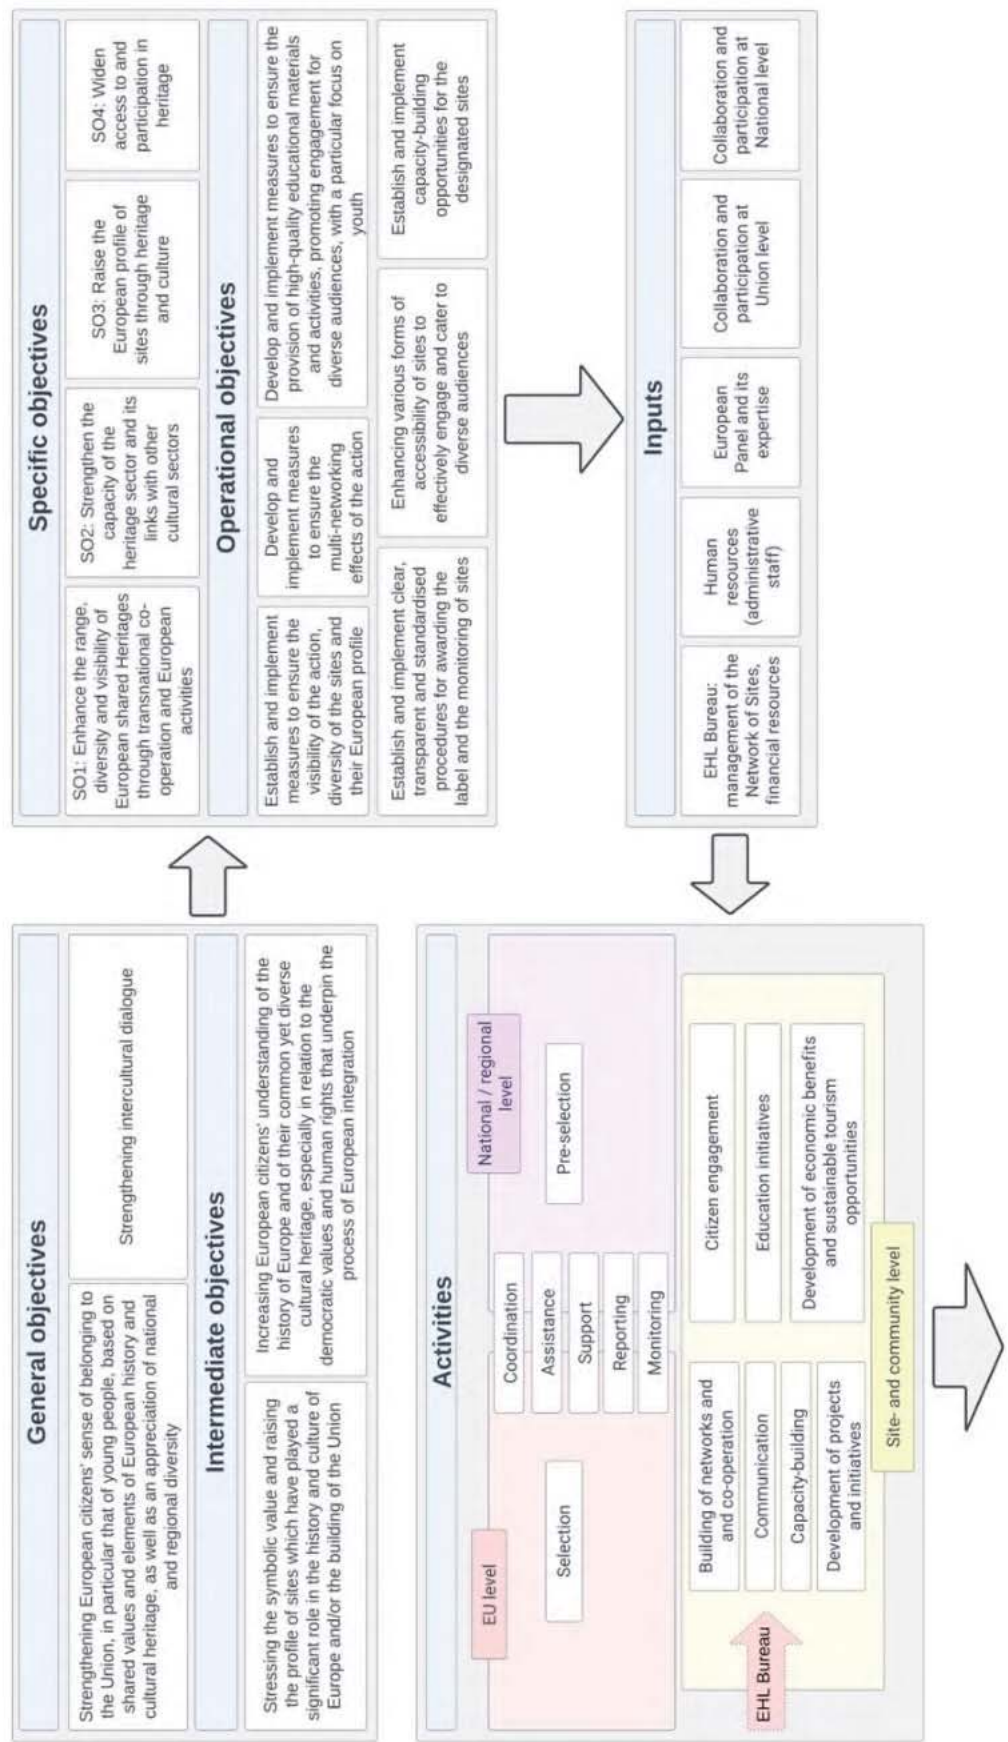 General objectives
Strengthening European citizens' sense of belonging to
the Union, in particular that of young people, based on
shared values and elements of European history and
cultural heritage, as well as an appreciation of national
and regional diversity
Strengthening intercultural dialogue
Intermediate objectives
Stressing the symbolic value and raising
the profile of sites which have played a
significant role in the history and culture of
Europe and/or the building of the Union
Increasing European citizens' understanding of the
history of Europe and of their common yet diverse
cultural heritage, especially in relation to the
democratic values and human rights that underpin the
process of European integration
Specific objectives
SO1: Enhance the range,
diversity and visibility of
European shared Heritages
through transnational co-
operation and European
activities
SO2: Strengthen the
capacity of the
heritage sector and its
links with other
cultural sectors
SO3: Raise the
European profile of
sites through heritage
and culture
SO4: Widen
access to and
participation in
heritage
Operational objectives
Establish and implement
measures to ensure the
visibility of the action,
diversity of the sites and
their European profile
Develop and
implement measures
to ensure the
multi-networking
effects of the action
Develop and implement measures to ensure the
provision of high-quality educational materials
and activities, promoting engagement for
diverse audiences, with a particular focus on
youth
Establish and implement clear,
transparent and standardised
procedures for awarding the
label and the monitoring of sites
Enhancing various forms of
accessibility of sites to
effectively engage and cater to
diverse audiences
Establish and implement
capacity-building
opportunities for the
designated sites
Inputs
EHL Bureau:
management of the
Network of Sites,
financial resources
Human
resources
(administrative
staff)
European
Panel and its
expertise
Collaboration and
participation at
Union level
Collaboration and
participation at
National level
Activities
EU level
National / regional
level
Selection
Coordination
Assistance
Support
Reporting
Monitoring
Pre-selection
EHL Bureau
Building of networks and
and co-operation
Communication
Capacity-building
Development of projects
and initiatives
Citizen engagement
Education initiatives
Development of economic benefits
and sustainable tourism
opportunities
Site- and community level